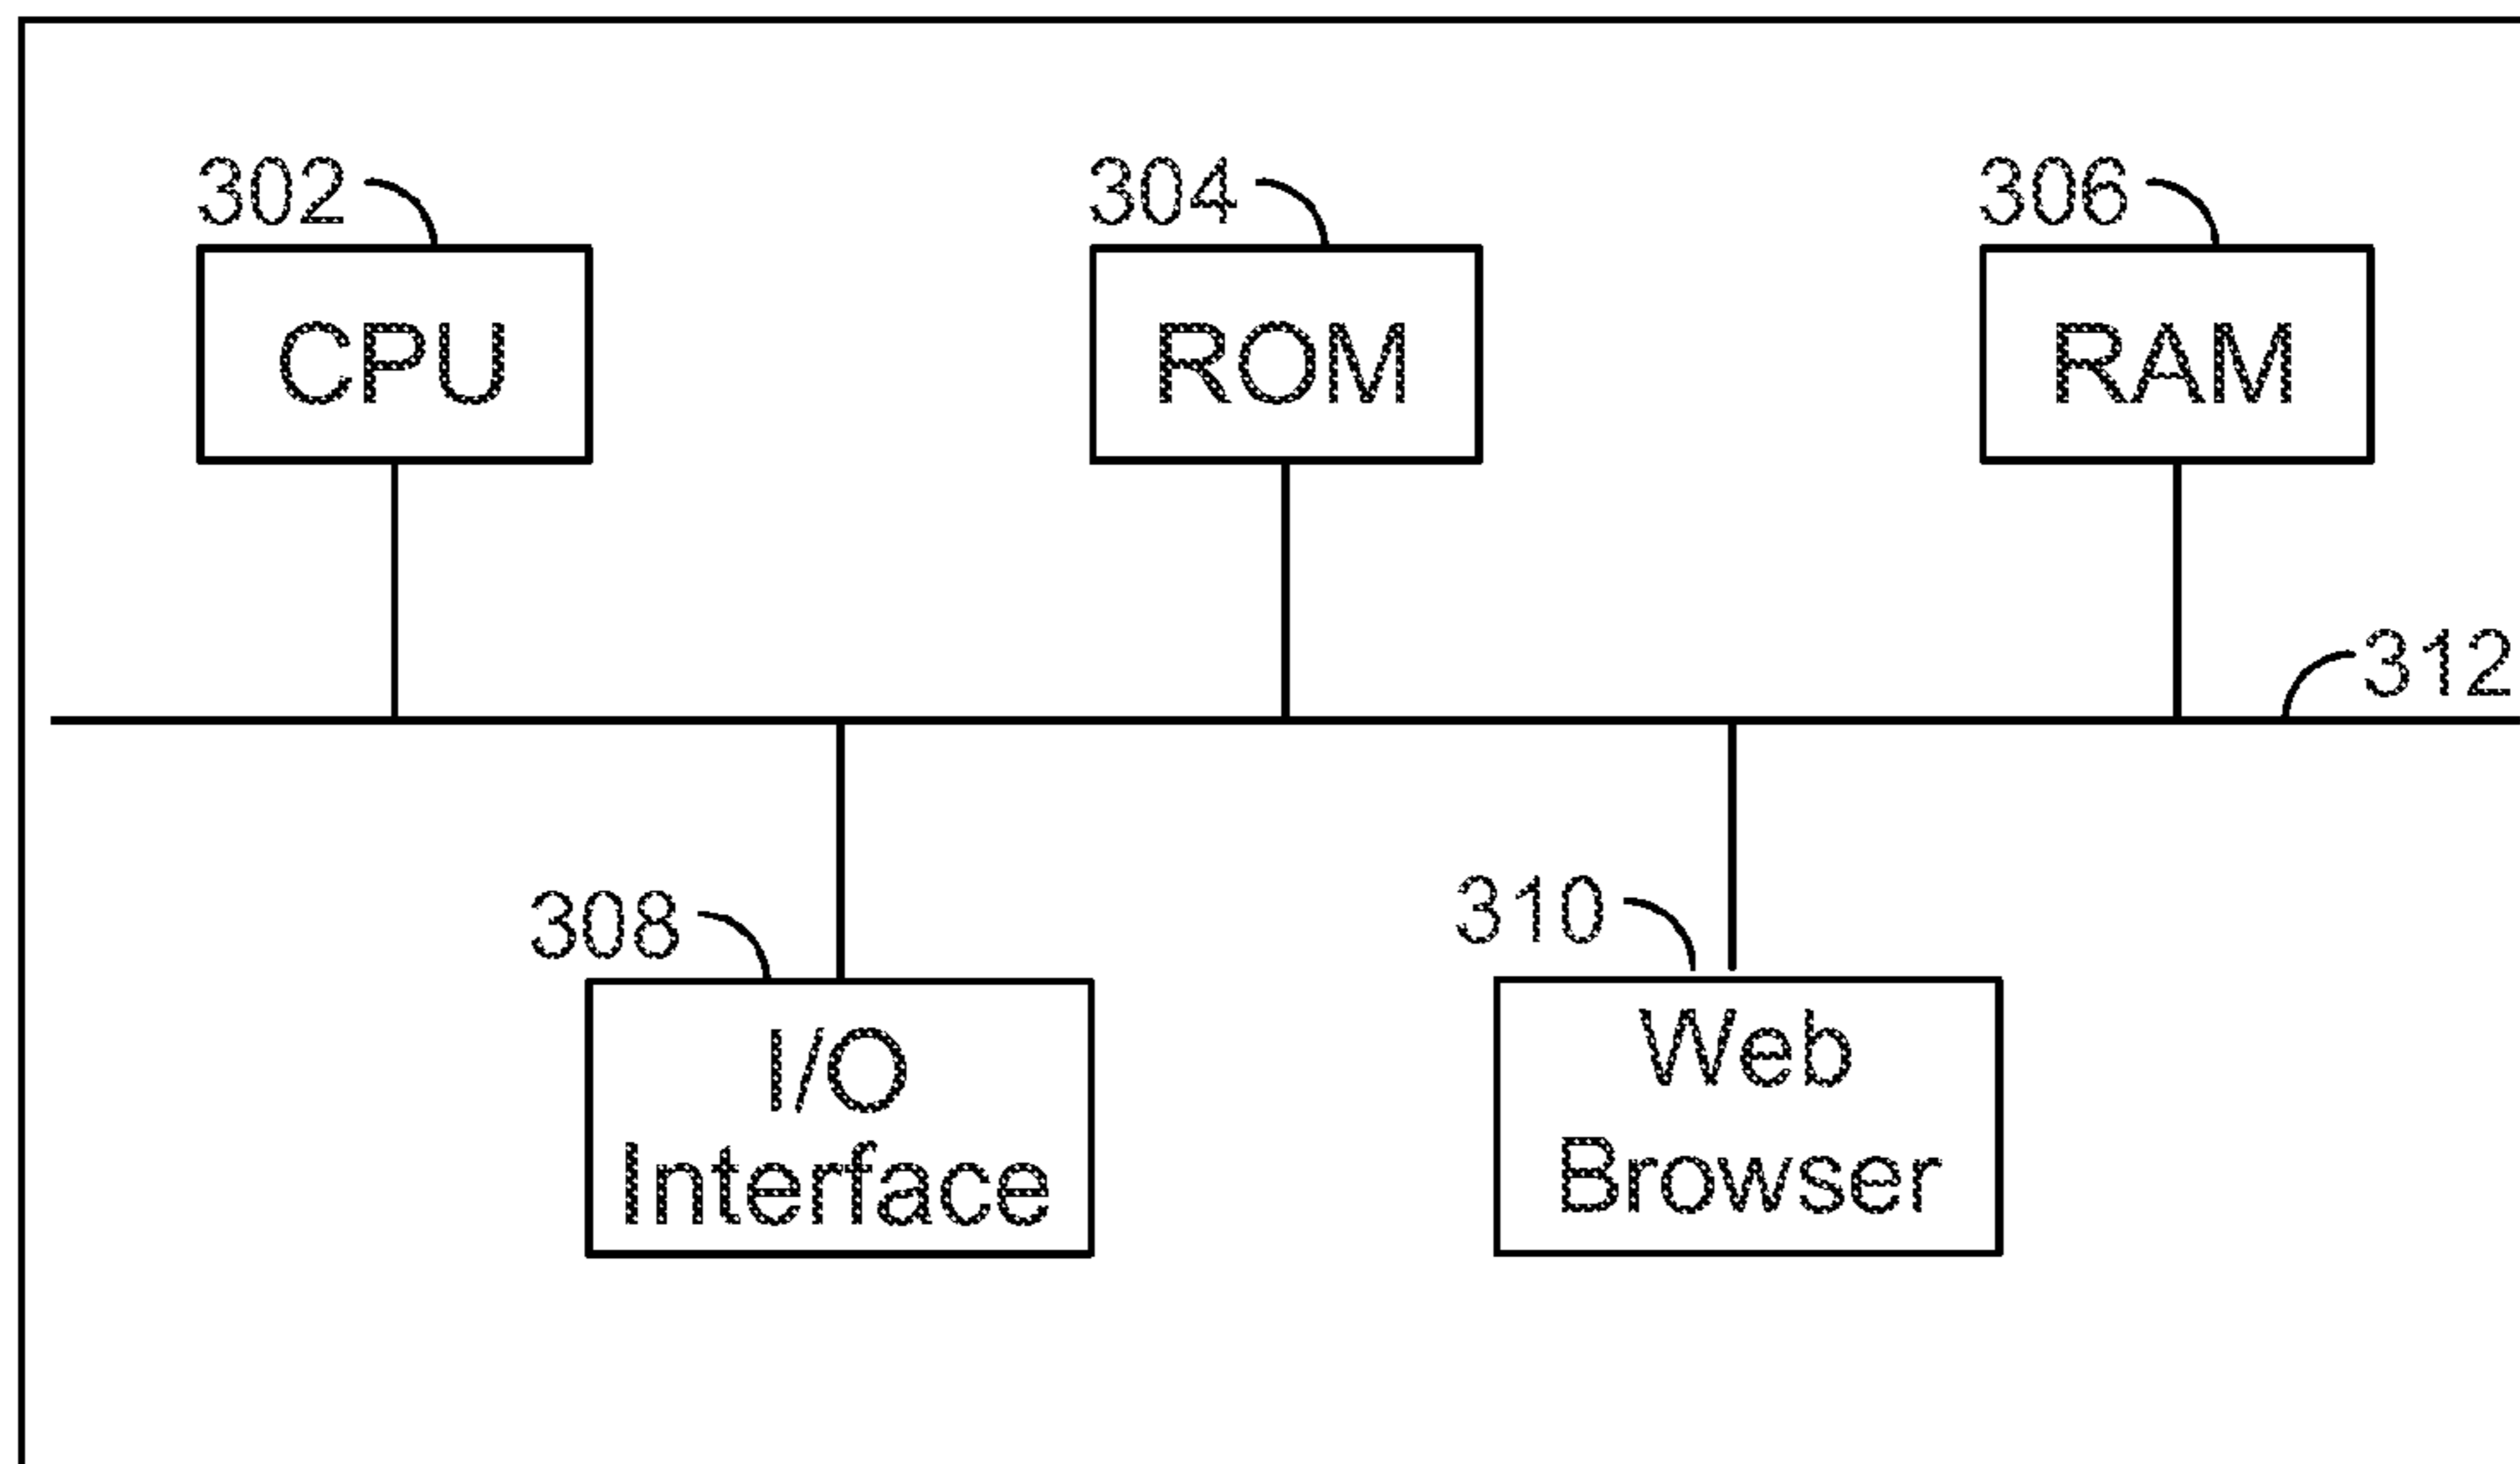 302
304
306
CPU
ROM
RAM
312
308
310
I/O
Interface
Web
Browser